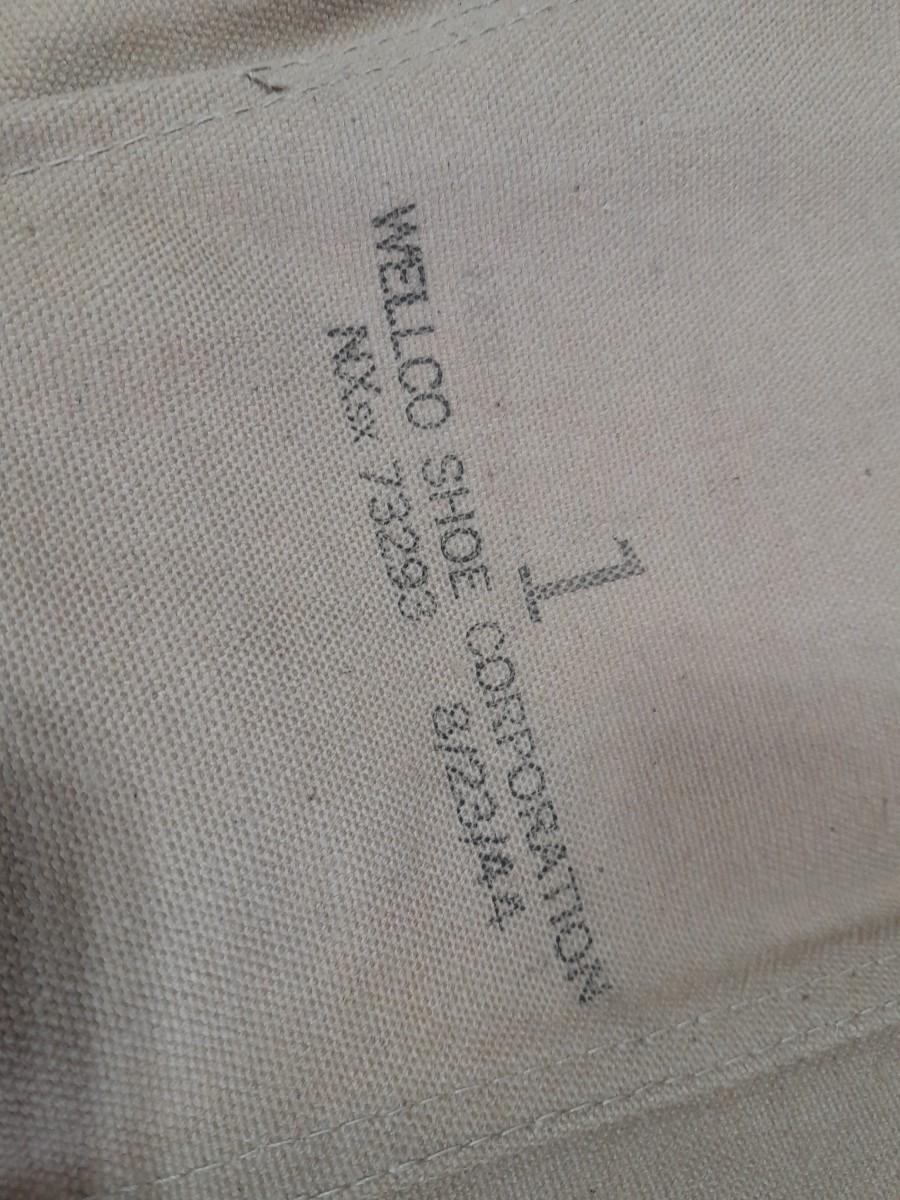 1
WELLCO SHOE CORPORATION
NXsx 73293 8/23/44